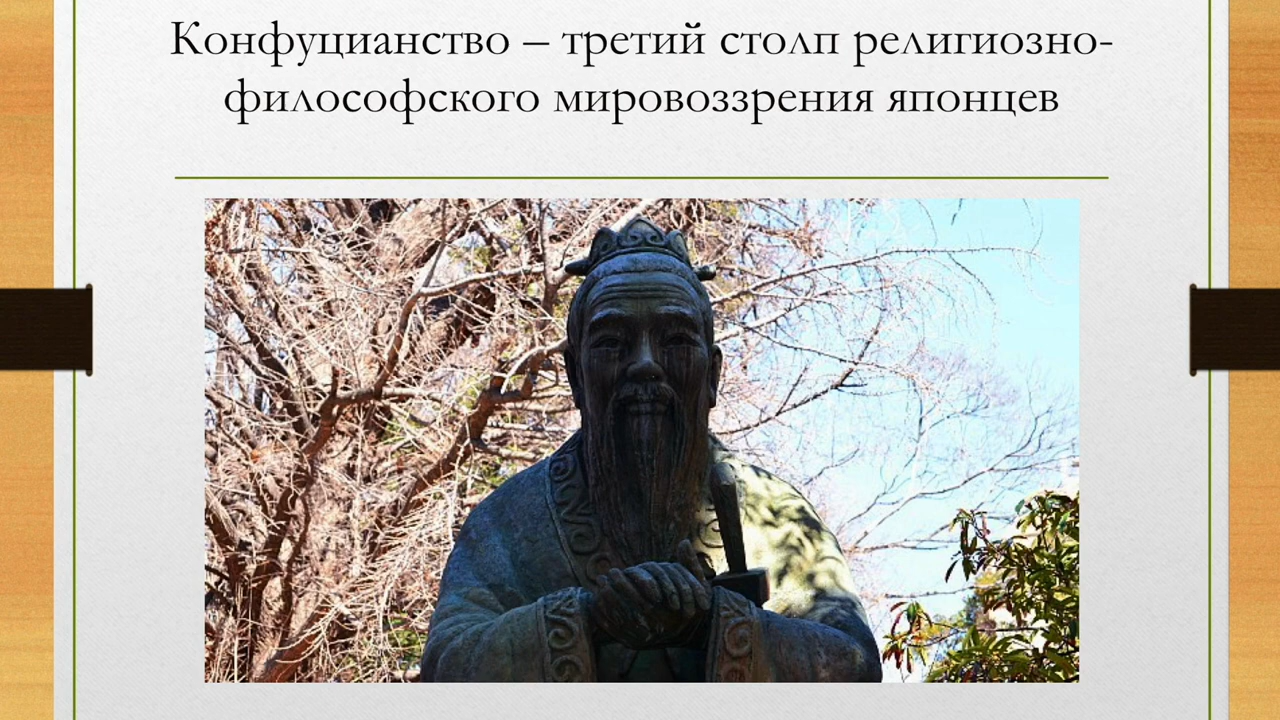 Конфуцианство – третий столп религиозно-
философского мировоззрения японцев